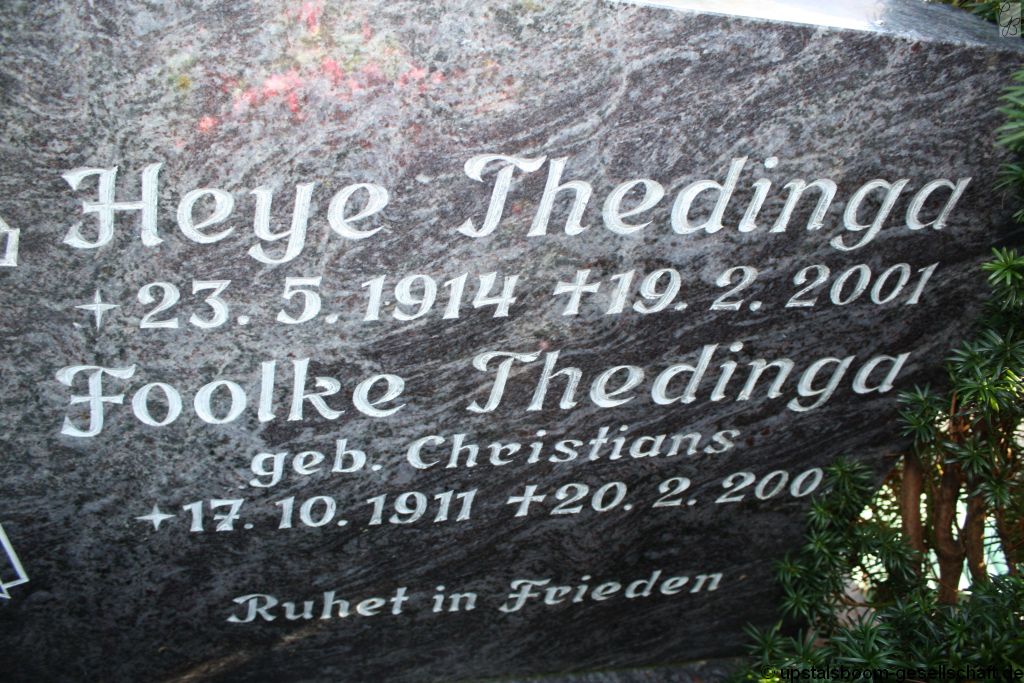 Heye Thedinga
23. 5. 1914 ✝19. 2. 2001
Foolke Thedinga
geb. Christians
17. 10. 1911 ✝20. 2.
Ruhet in Frieden
© upstalsboom-gesellschaft.de